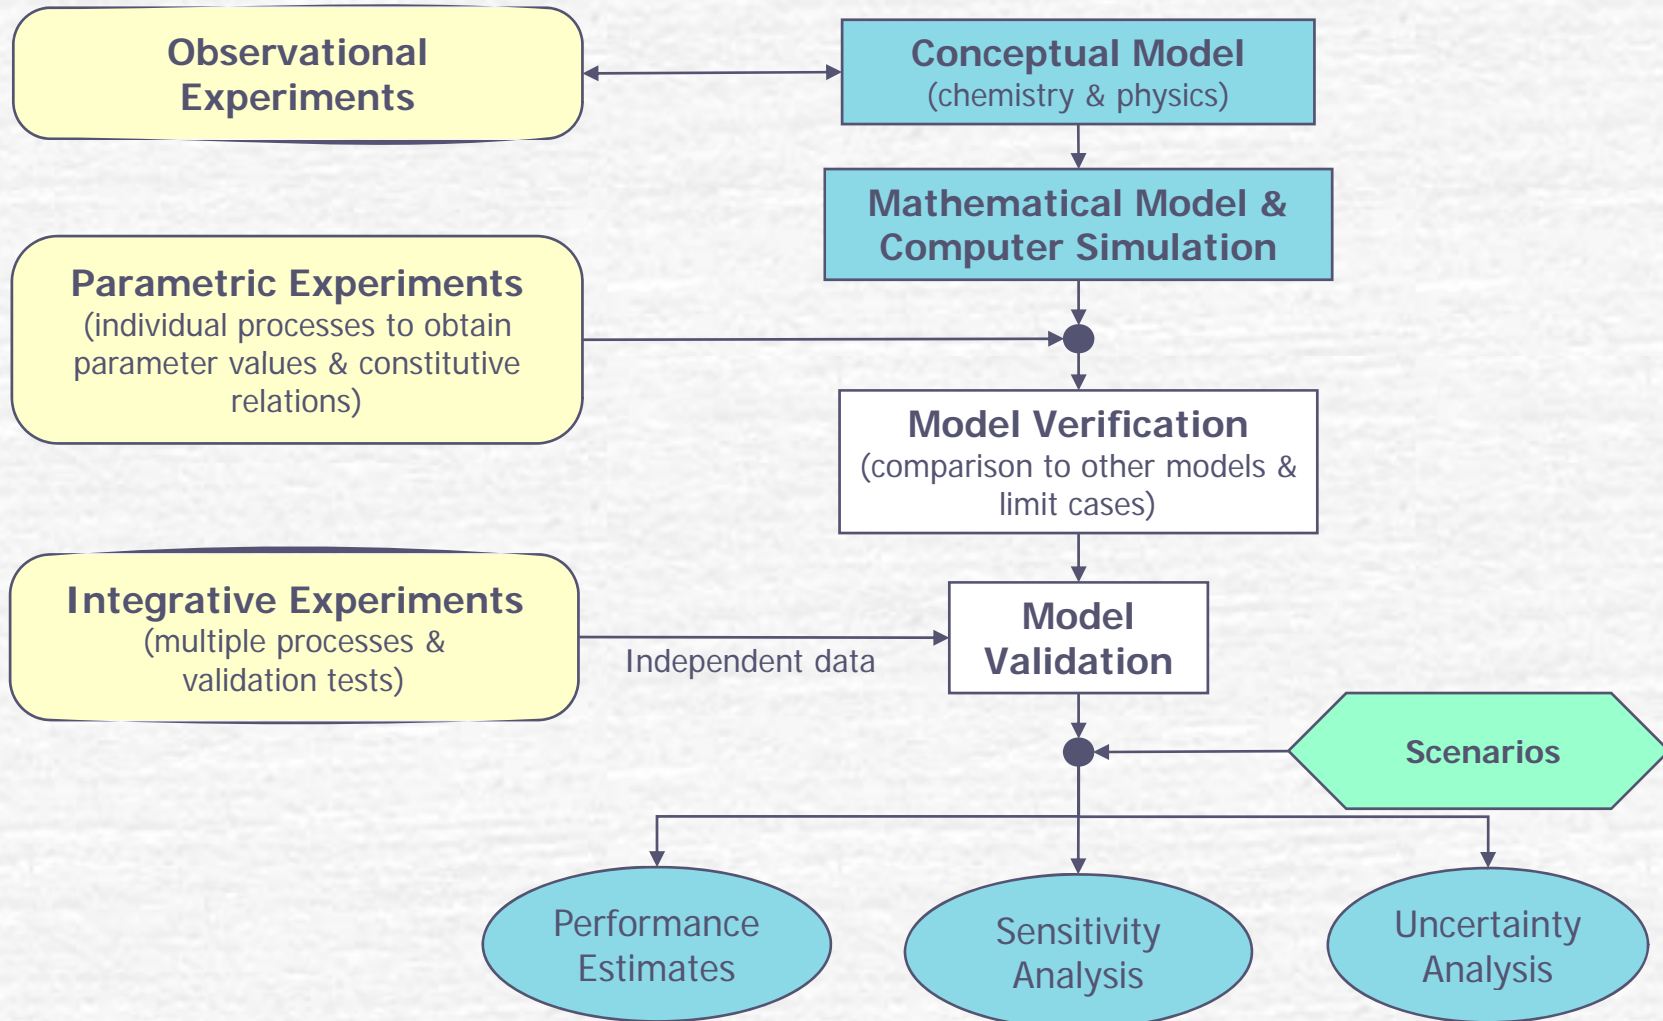 Observational
Experiments
Conceptual Model
(chemistry & physics)
Mathematical Model &
Computer Simulation
Parametric Experiments
(individual processes to obtain
parameter values & constitutive
relations)
Model Verification
(comparison to other models &
limit cases)
Integrative Experiments
(multiple processes &
validation tests)
Independent data
Model
Validation
Scenarios
Performance
Estimates
Sensitivity
Analysis
Uncertainty
Analysis